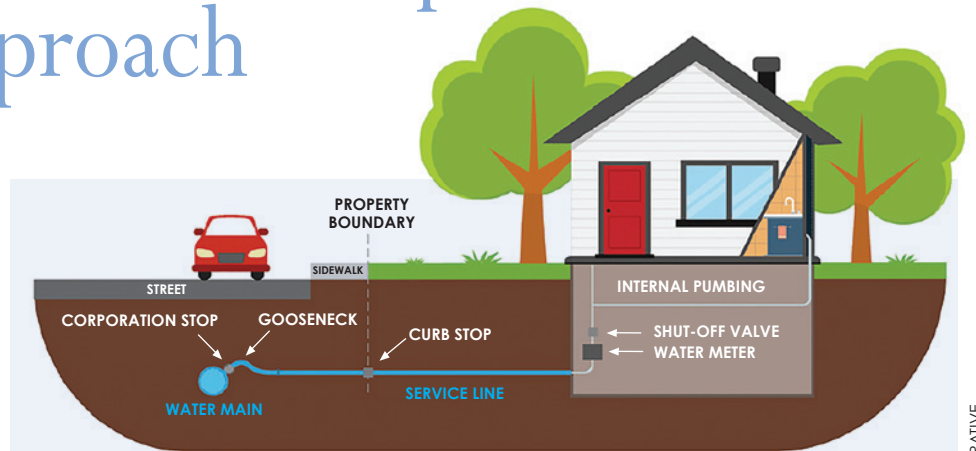 proach
PROPERTY
BOUNDARY
SIDEWALK
STREET
INTERNAL PUMBING
CORPORATION STOP
GOOSENECK
CURB STOP
SHUT-OFF VALVE
WATER METER
SERVICE LINE
WATER MAIN
RATIVE